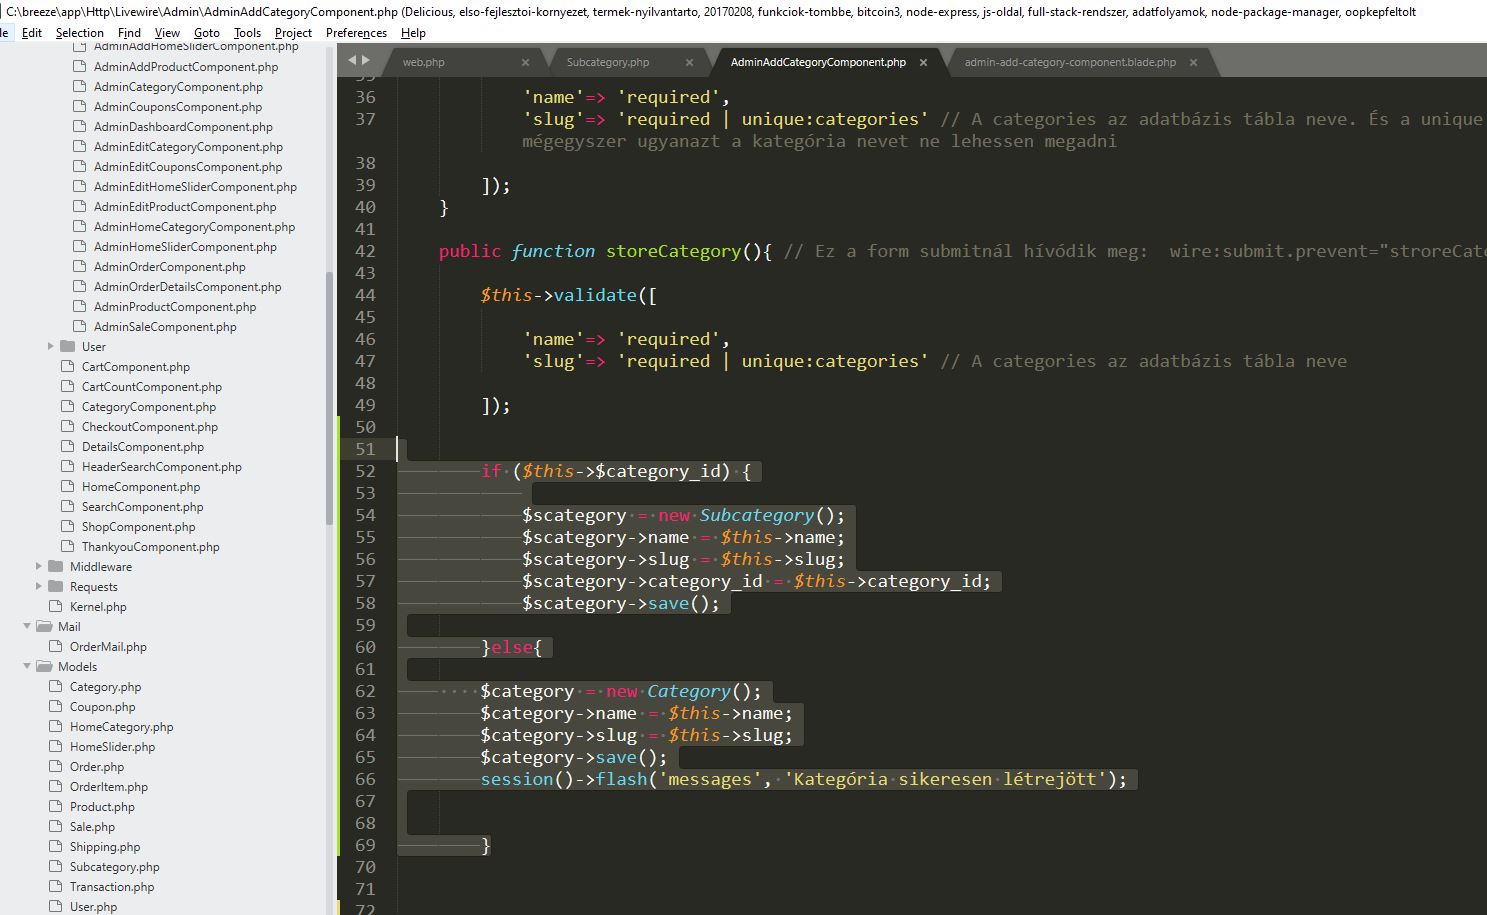 C:\breeze\app\Http\Livewire\Admin\AdminAddCategoryComponent.php (Delicious, elso-fejlesztoi-kornyezet, termek-nyilvantarto, 20170208, funkciok-tombbe, bitcoin3, node-express, js-oldal, full-stack-rendszer, adatfolyamok, node-package-manager, oopkepfeltolt
le Edit Selection Find View Goto Tools Project Preferences Help
AdminAddHomeSliderComponent.php
AdminAddProductComponent.php
AdminCategoryComponent.php
AdminCouponsComponent.php
AdminDashboardComponent.php
AdminEditCategoryComponent.php
AdminEditCouponsComponent.php
AdminEditHomeSliderComponent.php
AdminEditProductComponent.php
AdminHomeCategoryComponent.php
AdminHomeSliderComponent.php
AdminOrderComponent.php
AdminOrderDetailsComponent.php
AdminProductComponent.php
AdminSaleComponent.php
User
CartComponent.php
CartCountComponent.php
CategoryComponent.php
CheckoutComponent.php
DetailsComponent.php
HeaderSearchComponent.php
HomeComponent.php
SearchComponent.php
ShopComponent.php
ThankyouComponent.php
Middleware
Requests
Kernel.php
Mail
OrderMail.php
Models
Category.php
Coupon.php
HomeCategory.php
HomeSlider.php
Order.php
OrderItem.php
Product.php
Sale.php
Shipping.php
Subcategory.php
Transaction.php
User.php
web.php × Subcategory.php × AdminAddCategoryComponent.php × admin-add-category-component.blade.php ×
35
36 'name'=> 'required',
37 'slug'=> 'required | unique:categories' // A categories az adatbázis tábla neve. És a unique
mégegyszer ugyanazt a kategória nevet ne lehessen megadni
38
39 ]);
40 }
41
42 public function storeCategory(){ // Ez a form submitnál hívódik meg: wire:submit.prevent="stroreCate
43
44 $this->validate([
45
46 'name'=> 'required',
47 'slug'=> 'required | unique:categories' // A categories az adatbázis tábla neve
48
49 ]);
50
51
52 if ($this->$category_id) {
53
54 $scategory = new Subcategory();
55 $scategory->name = $this->name;
56 $scategory->slug = $this->slug;
57 $scategory->category_id = $this->category_id;
58 $scategory->save();
59
60 }else{
61
62 $category = new Category();
63 $category->name = $this->name;
64 $category->slug = $this->slug;
65 $category->save();
66 session()->flash('messages', 'Kategória sikeresen létrejött');
67
68
69 }
70
71
72